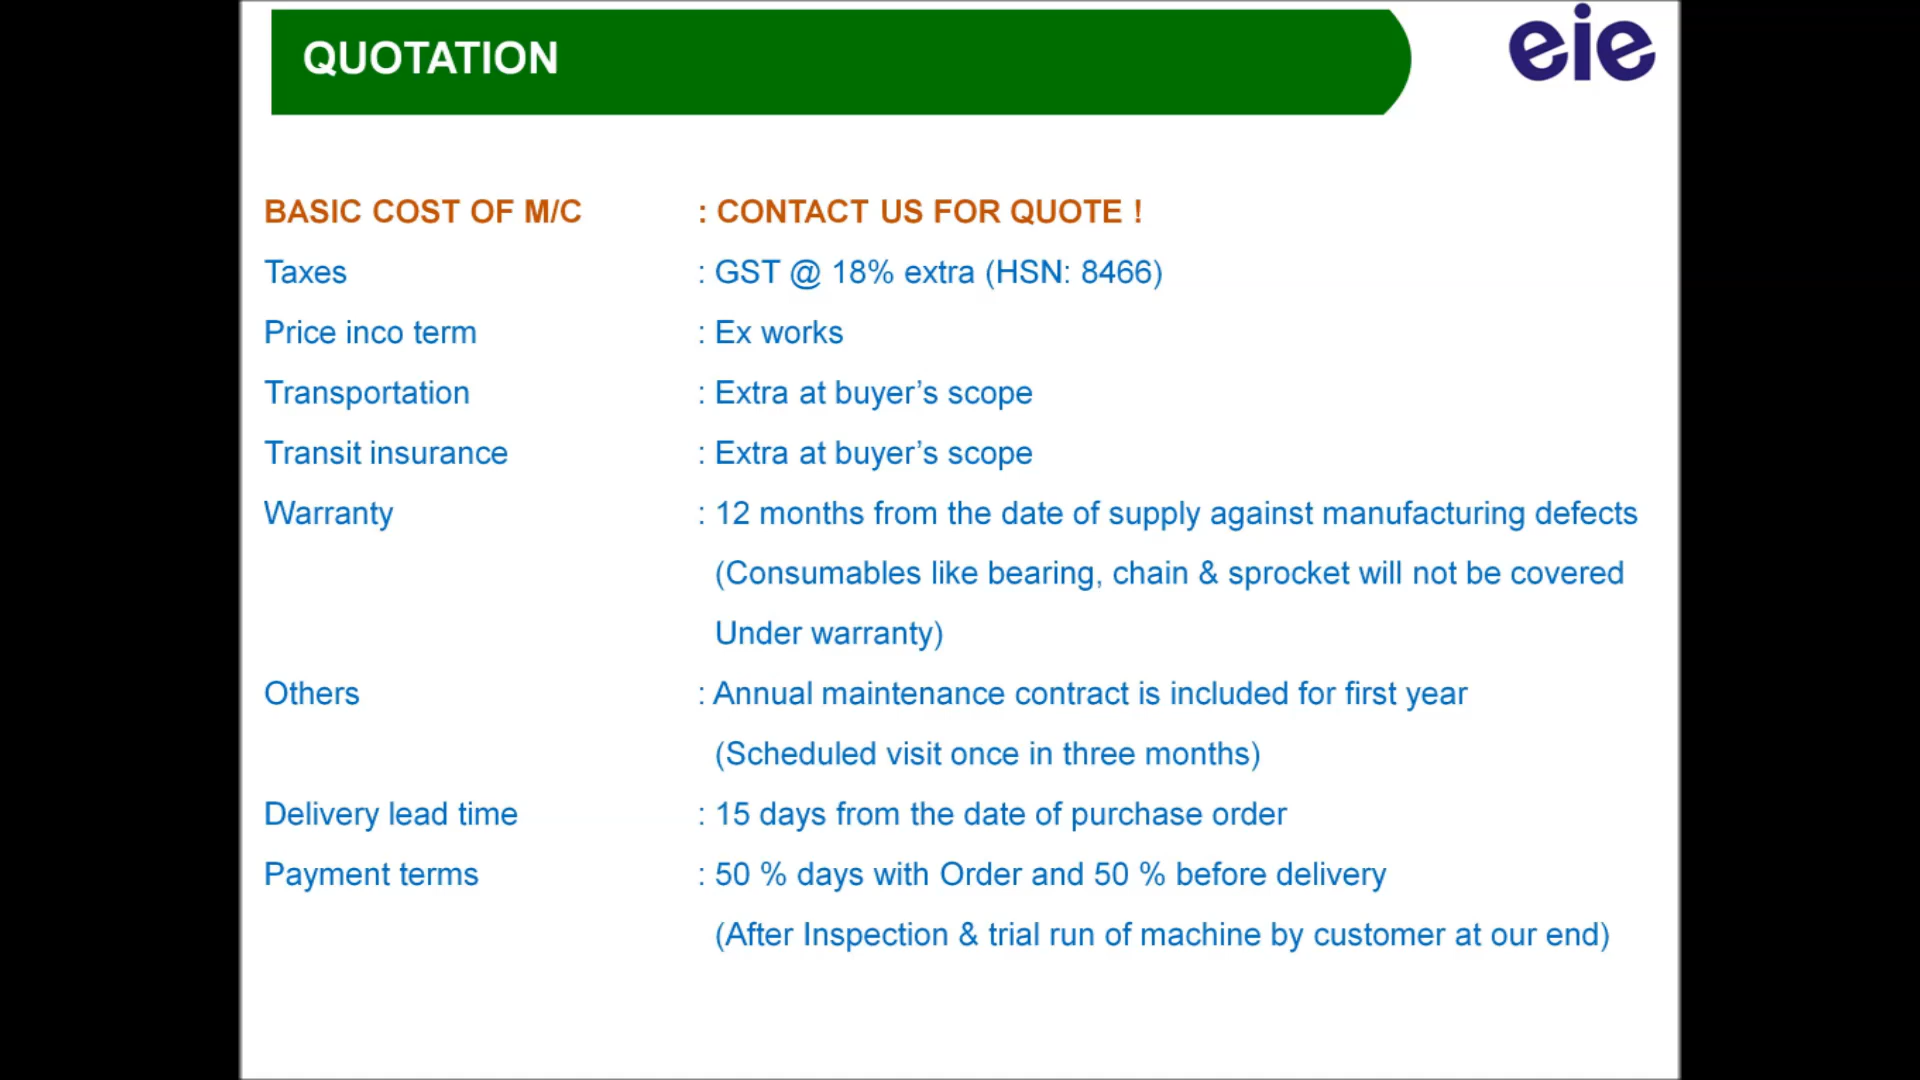 QUOTATION
eie
BASIC COST OF M/C : CONTACT US FOR QUOTE !
Taxes : GST @ 18% extra (HSN: 8466)
Price inco term : Ex works
Transportation : Extra at buyer’s scope
Transit insurance : Extra at buyer’s scope
Warranty : 12 months from the date of supply against manufacturing defects
(Consumables like bearing, chain & sprocket will not be covered
Under warranty)
Others : Annual maintenance contract is included for first year
(Scheduled visit once in three months)
Delivery lead time : 15 days from the date of purchase order
Payment terms : 50 % days with Order and 50 % before delivery
(After Inspection & trial run of machine by customer at our end)